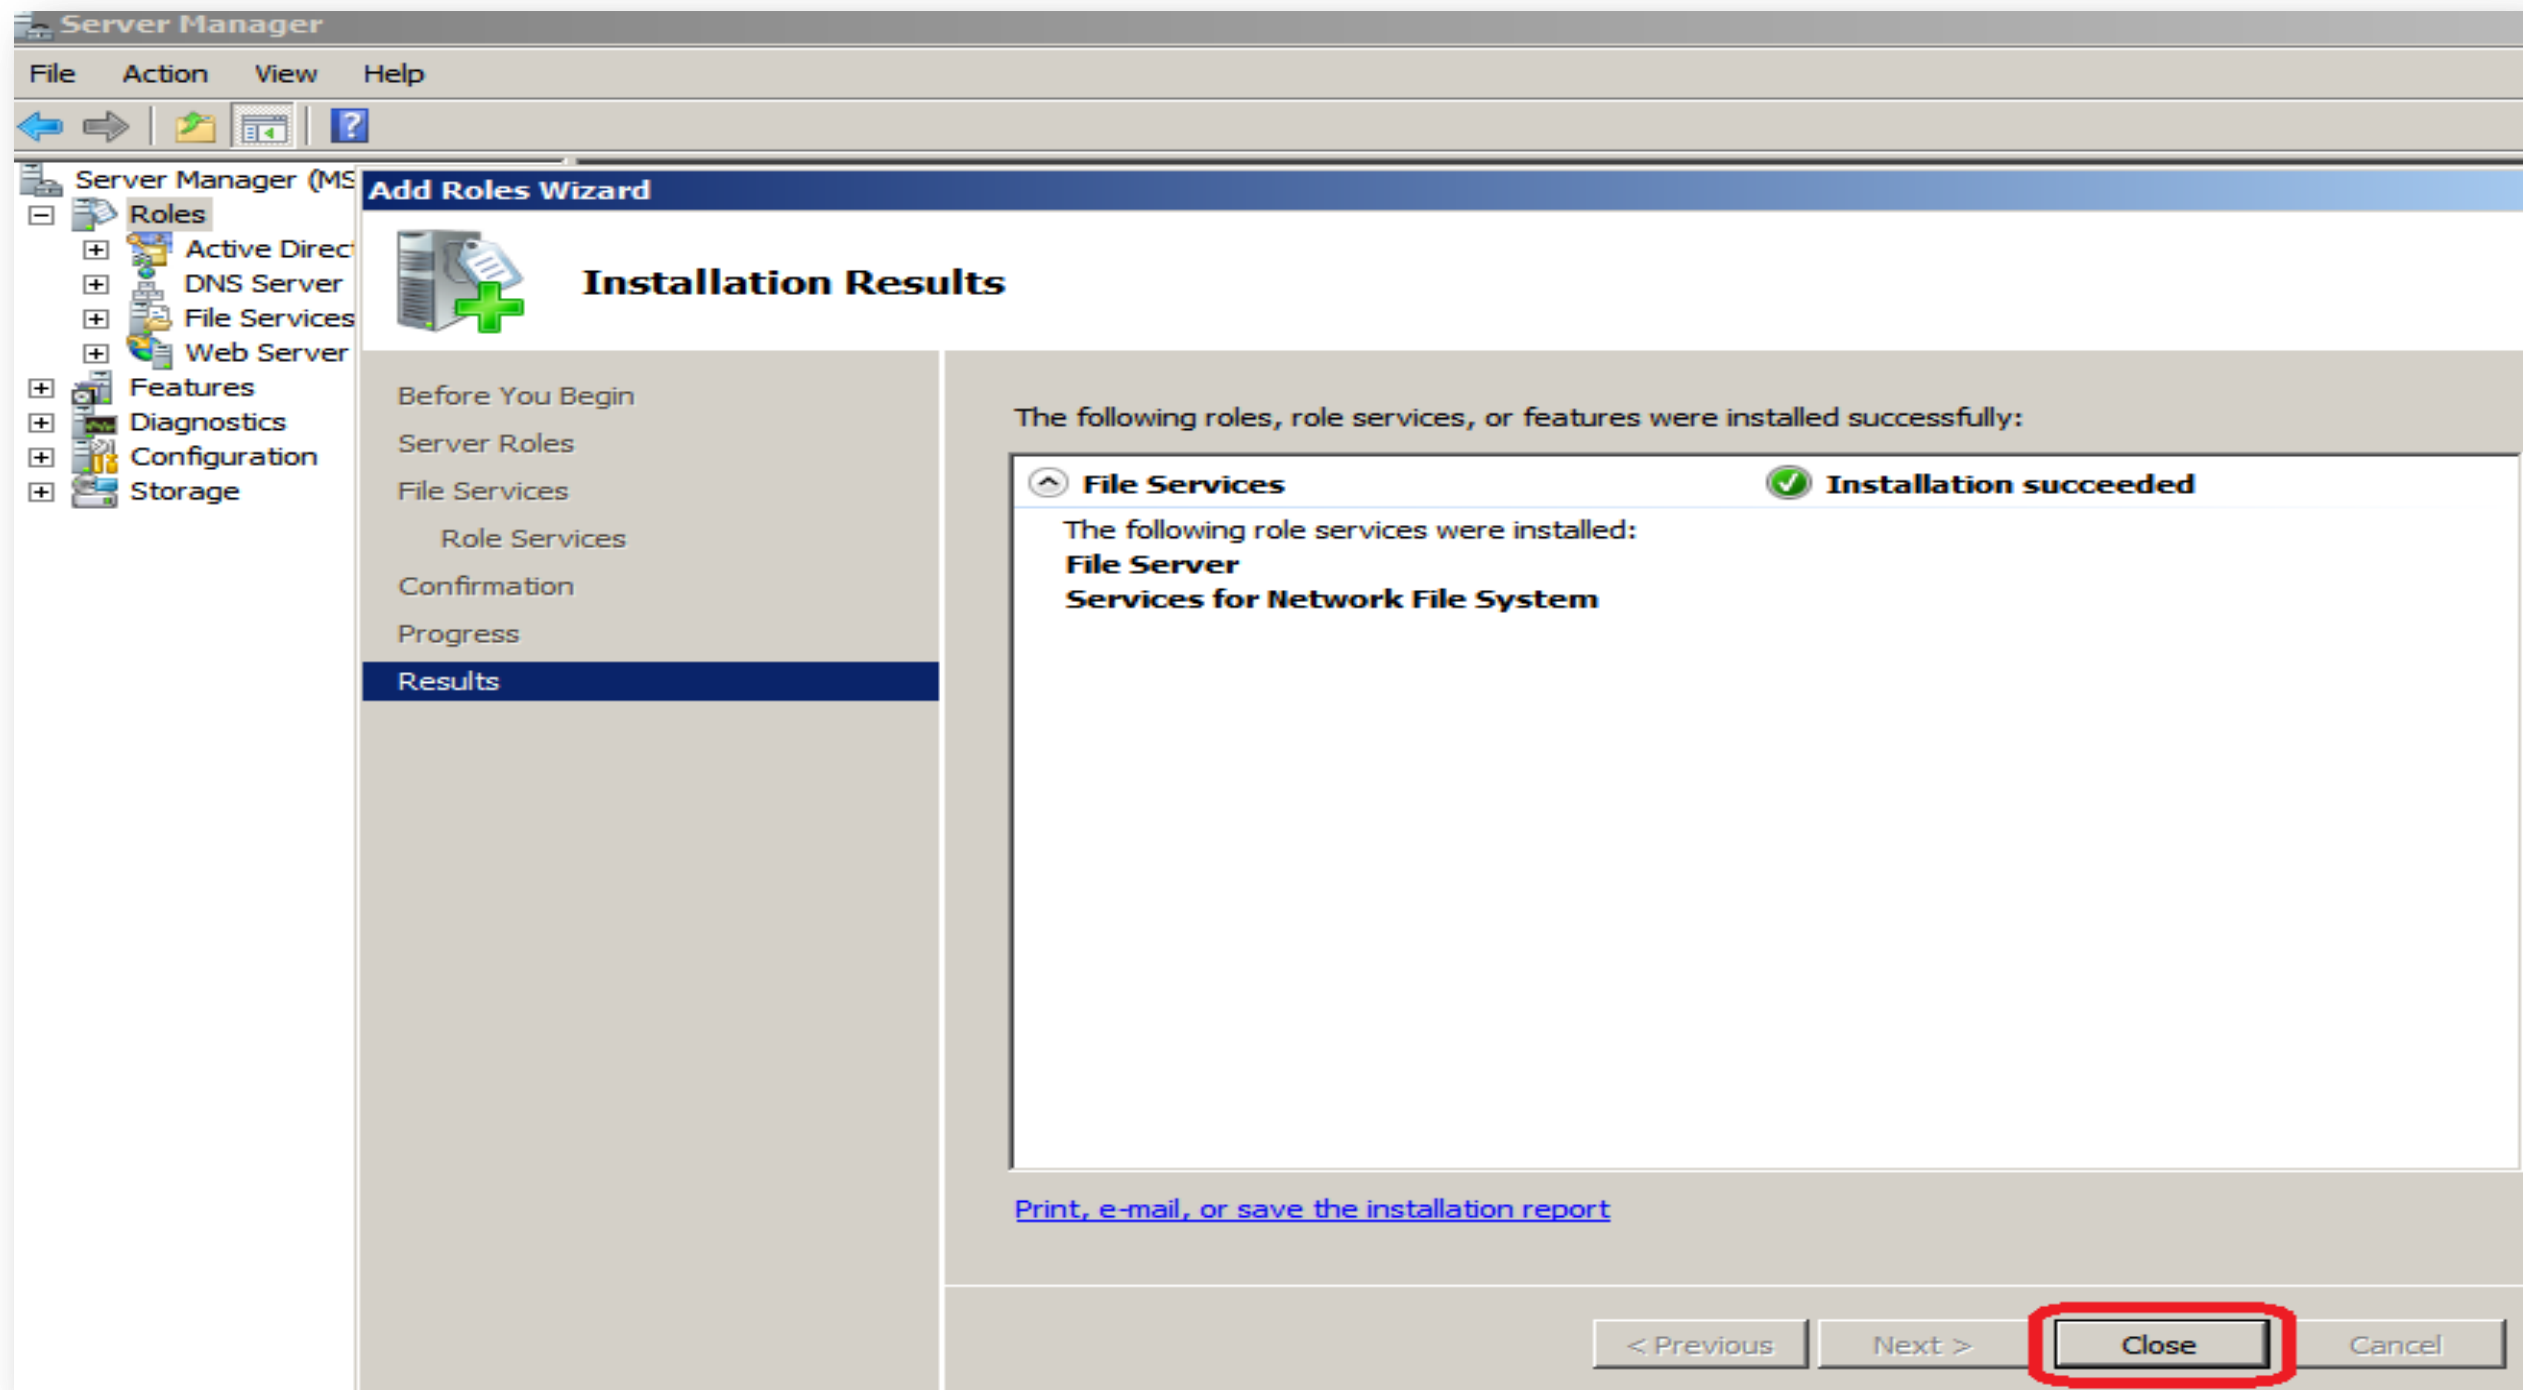 Server Manager
File Action View Help
Server Manager (MS
Roles
Active Direct
DNS Server
File Services
Web Server
Features
Diagnostics
Configuration
Storage
Add Roles Wizard
Installation Results
Before You Begin
Server Roles
File Services
Role Services
Confirmation
Progress
Results
The following roles, role services, or features were installed successfully:
File Services Installation succeeded
The following role services were installed:
File Server
Services for Network File System
Print, e-mail, or save the installation report
< Previous Next > Close Cancel